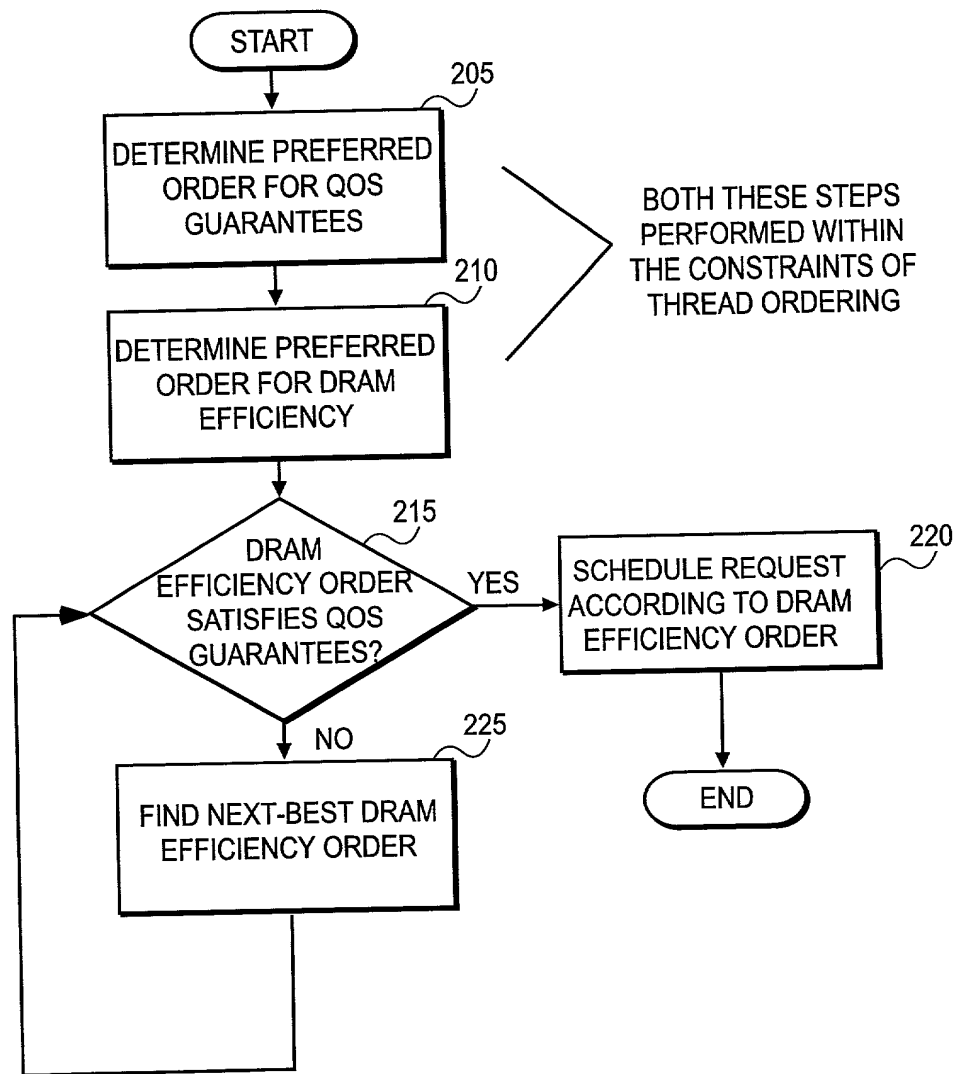 START
205
DETERMINE PREFERRED
ORDER FOR QOS
GUARANTEES
BOTH THESE STEPS
PERFORMED WITHIN
THE CONSTRAINTS OF
THREAD ORDERING
210
DETERMINE PREFERRED
ORDER FOR DRAM
EFFICIENCY
215
DRAM
EFFICIENCY ORDER
SATISFIES QOS
GUARANTEES?
YES
220
SCHEDULE REQUEST
ACCORDING TO DRAM
EFFICIENCY ORDER
NO
225
FIND NEXT-BEST DRAM
EFFICIENCY ORDER
END